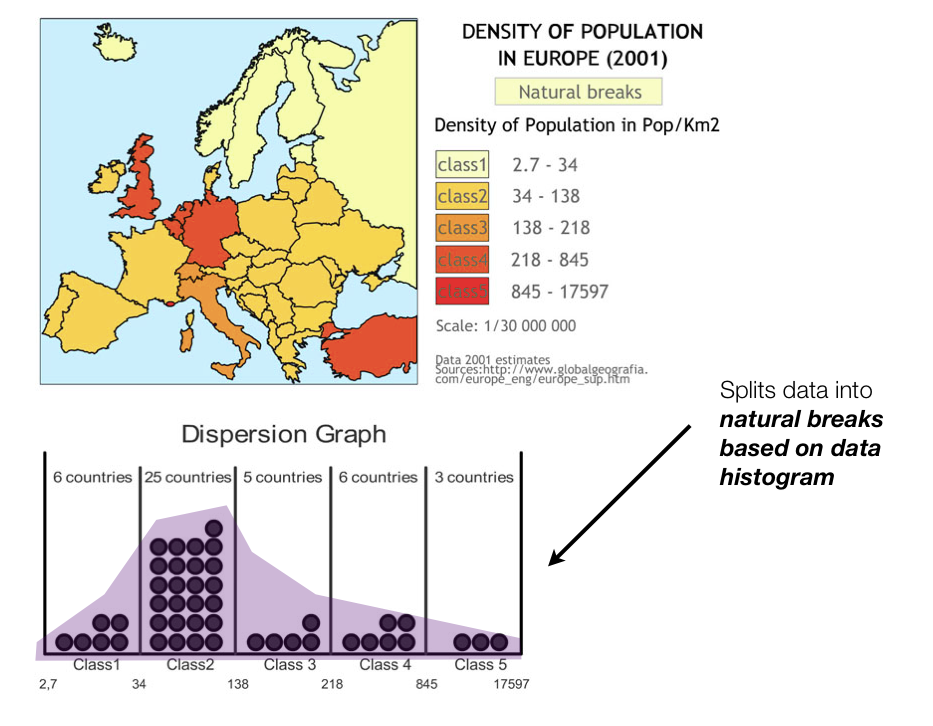 DENSITY OF POPULATION
IN EUROPE (2001)
Natural breaks
Density of Population in Pop/Km2
class1 2.7 - 34
class2 34 - 138
class3 138 - 218
class4 218 - 845
class5 845 - 17597
Scale: 1/30 000 000
Data 2001 estimates
Sources:http://www.globalgeografia.
com/europe_eng/europe_sup.htm
Splits data into
natural breaks
based on data
histogram
Dispersion Graph
6 countries 25 countries 5 countries 6 countries 3 countries
Class1 Class2 Class 3 Class 4 Class 5
2,7 34 138 218 845 17597